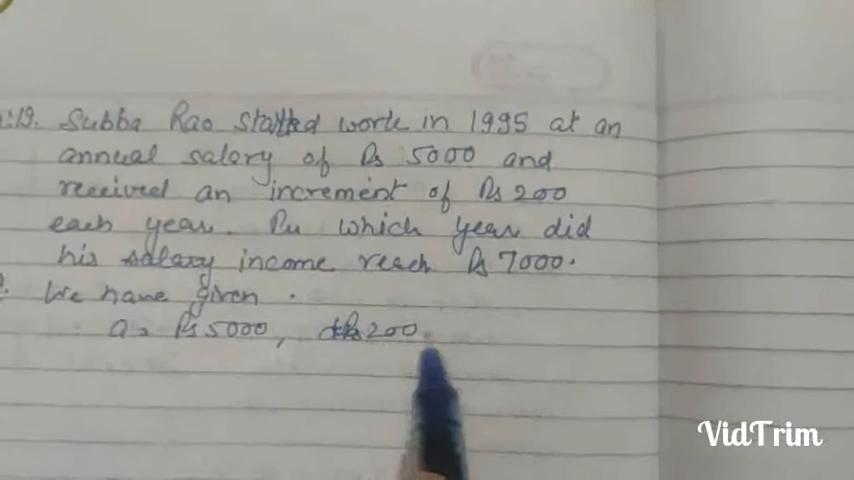 :19. Subba Rao started work in 1995 at an
annual salary of Rs 5000 and
received an increment of Rs 200
each year. In which year did
his salary income reach Rs 7000.
We have given .
a = Rs 5000, d = Rs 200
VidTrim